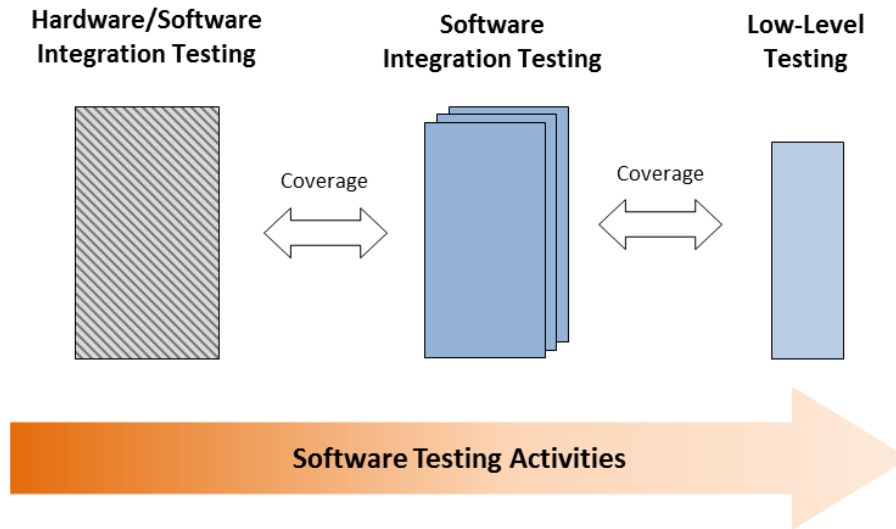 Hardware/Software
Integration Testing
Software
Integration Testing
Low-Level
Testing
Coverage
Coverage
Software Testing Activities